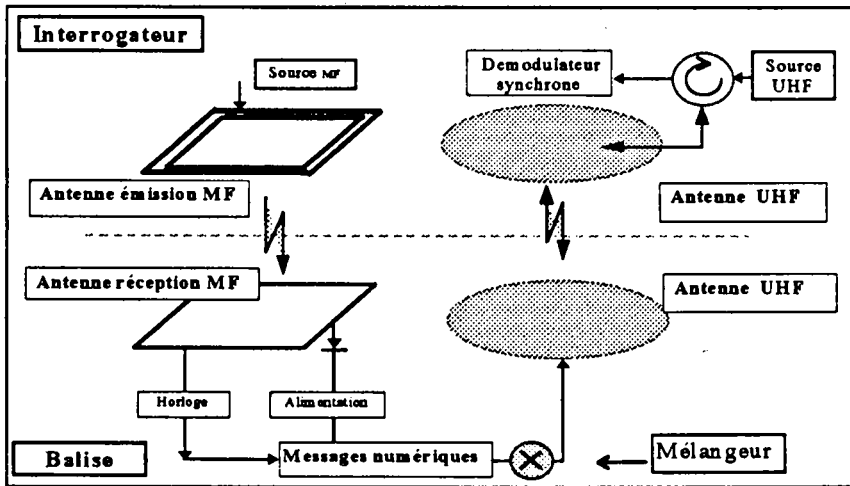 Interrogateur
Source MF
Demodulateur
synchrone
Source
UHF
Antenne émission MF
Antenne UHF
Antenne réception MF
Antenne UHF
Horloge
Alimentation
Balise
Messages numériques
Mélangeur